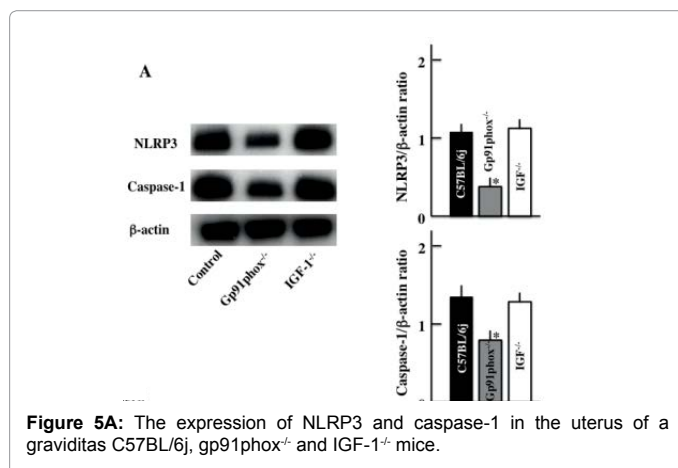 A
NLRP3
Caspase-1
β-actin
Control
Gp91phox-/-
IGF-1-/-
2
1
0
NLRP3/β-actin ratio
C57BL/6j
Gp91phox-/-
*
IGF-/-
2
1
Caspase-1/β-actin ratio
C57BL/6j
Gp91phox-/-
*
IGF-/-
Figure 5A: The expression of NLRP3 and caspase-1 in the uterus of a
graviditas C57BL/6j, gp91phox-/- and IGF-1-/- mice.